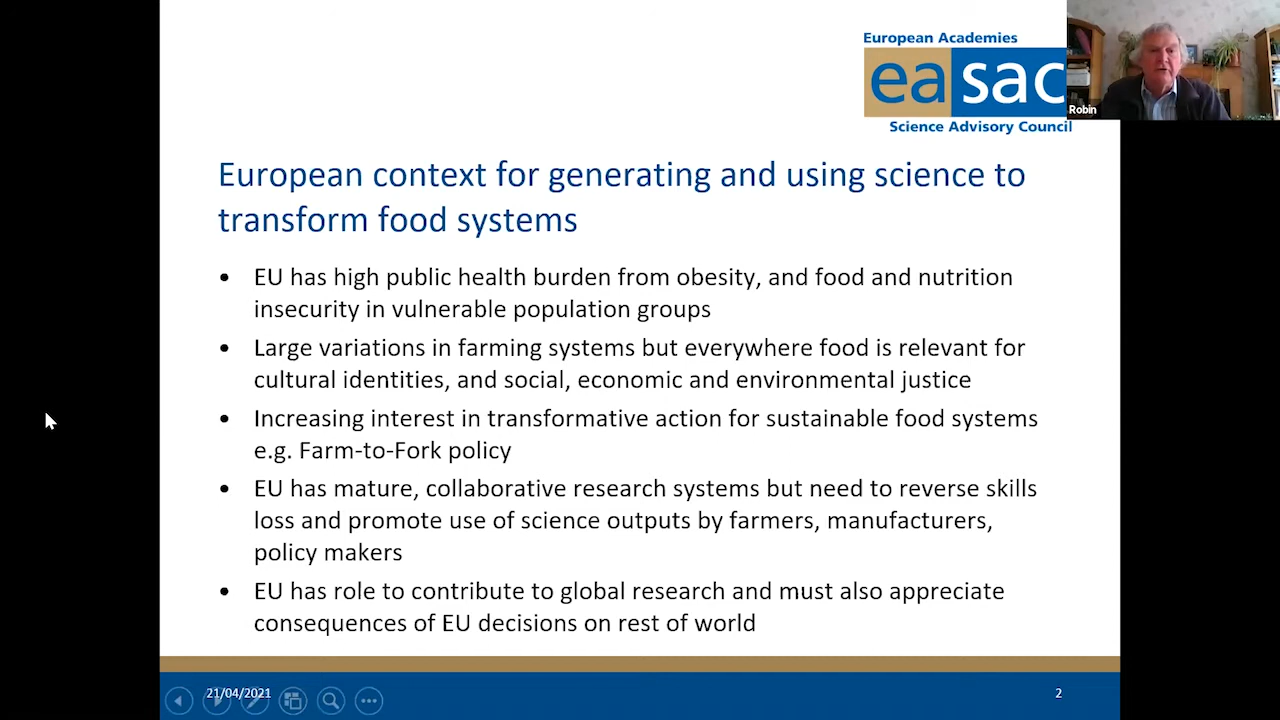 European Academies
easac
Science Advisory Council
Robin
European context for generating and using science to
transform food systems
• EU has high public health burden from obesity, and food and nutrition
insecurity in vulnerable population groups
• Large variations in farming systems but everywhere food is relevant for
cultural identities, and social, economic and environmental justice
• Increasing interest in transformative action for sustainable food systems
e.g. Farm-to-Fork policy
• EU has mature, collaborative research systems but need to reverse skills
loss and promote use of science outputs by farmers, manufacturers,
policy makers
• EU has role to contribute to global research and must also appreciate
consequences of EU decisions on rest of world
21/04/2021
2